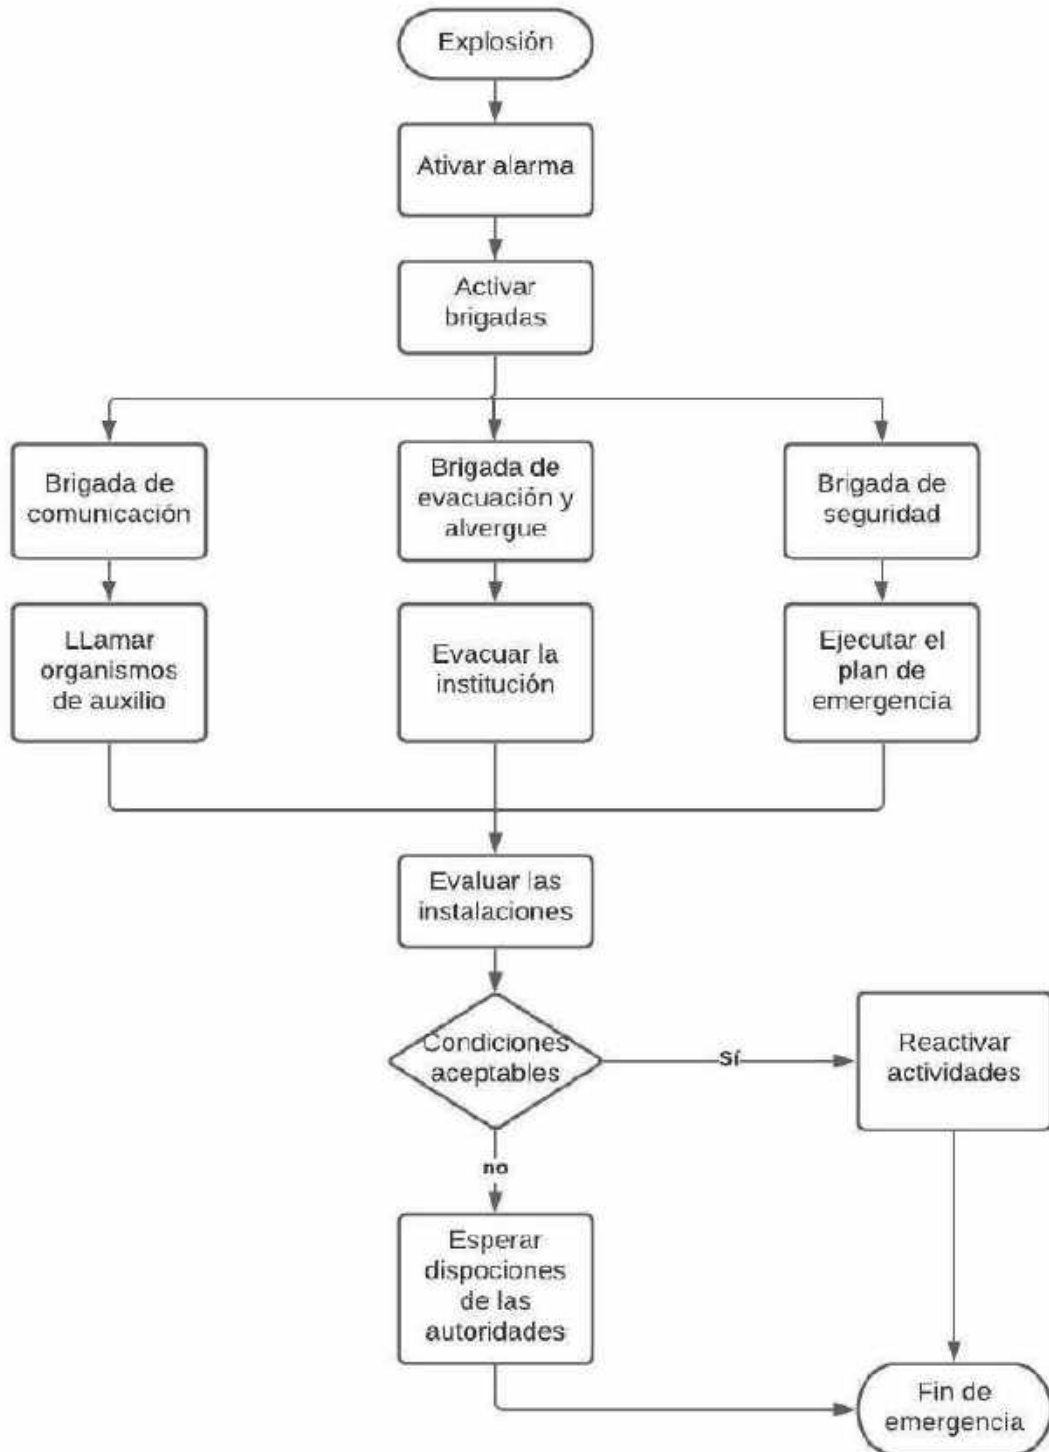 Explosión
Ativar alarma
Activar
brigadas
Brigada de
comunicación
Brigada de
evacuación y
alvergue
Brigada de
seguridad
LLamar
organismos
de auxilio
Evacuar la
institución
Ejecutar el
plan de
emergencia
Evaluar las
instalaciones
Condiciones
aceptables
Sí
Reactivar
actividades
no
Esperar
dispociones
de las
autoridades
Fin de
emergencia